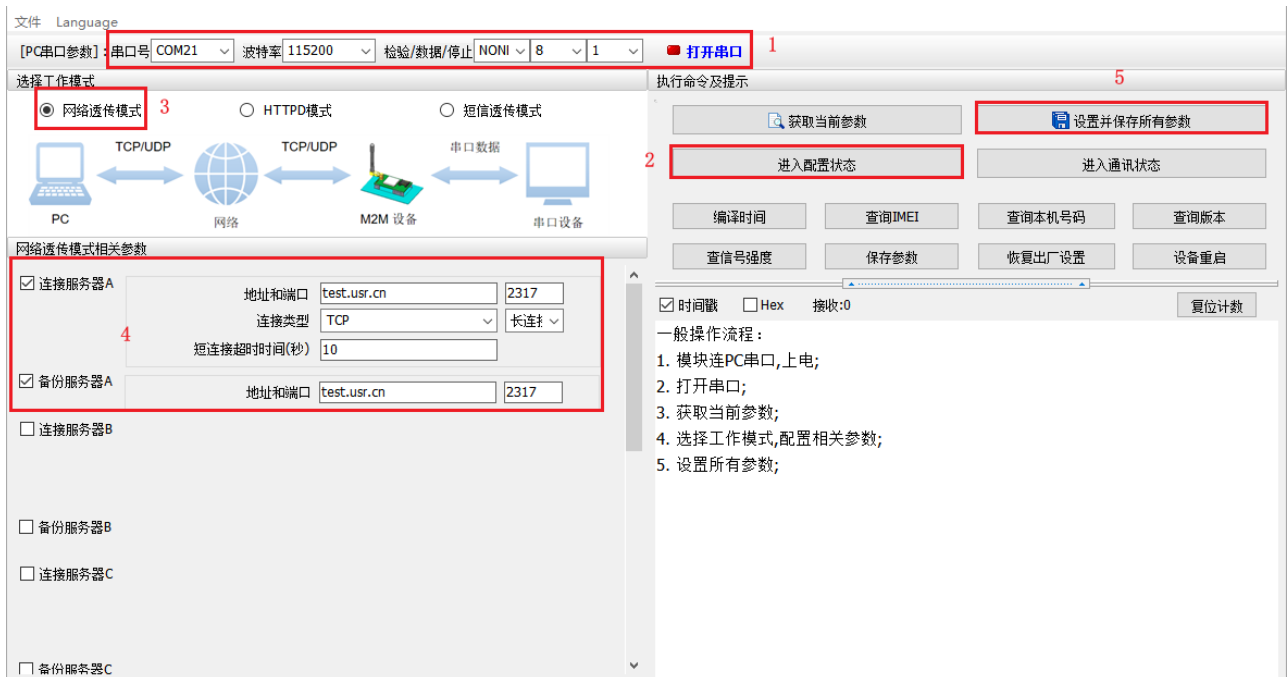 文件 Language
[PC串口参数]:串口号 COM21 波特率 115200 检验/数据/停止 NONI 8 1 打开串口 1
选择工作模式
网络透传模式 3 HTTPD模式 短信透传模式
TCP/UDP TCP/UDP 串口数据
PC 网络 M2M 设备 串口设备
网络透传模式相关参数
连接服务器A
地址和端口 test.usr.cn 2317
连接类型 TCP 长连接
4
短连接超时时间(秒) 10
备份服务器A
地址和端口 test.usr.cn 2317
连接服务器B
备份服务器B
连接服务器C
备份服务器C
执行命令及提示 5
获取当前参数 设置并保存所有参数
2 进入配置状态 进入通讯状态
编译时间 查询IMEI 查询本机号码 查询版本
查信号强度 保存参数 恢复出厂设置 设备重启
时间戳 Hex 接收:0 复位计数
一般操作流程：
1. 模块连PC串口,上电;
2. 打开串口;
3. 获取当前参数;
4. 选择工作模式,配置相关参数;
5. 设置所有参数;